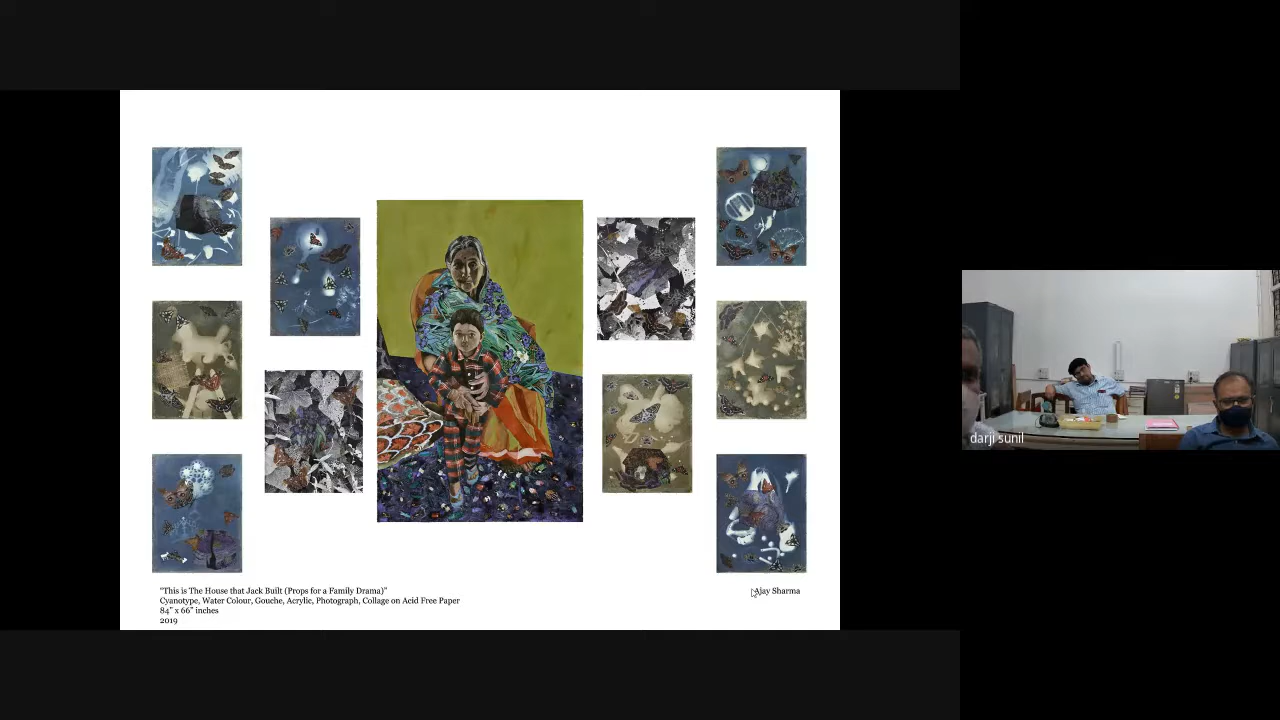 "This is The House that Jack Built (Props for a Family Drama)"
Cyanotype, Water Colour, Gouche, Acrylic, Photograph, Collage on Acid Free Paper
84" x 66" inches
2019
Ajay Sharma
darji sunil